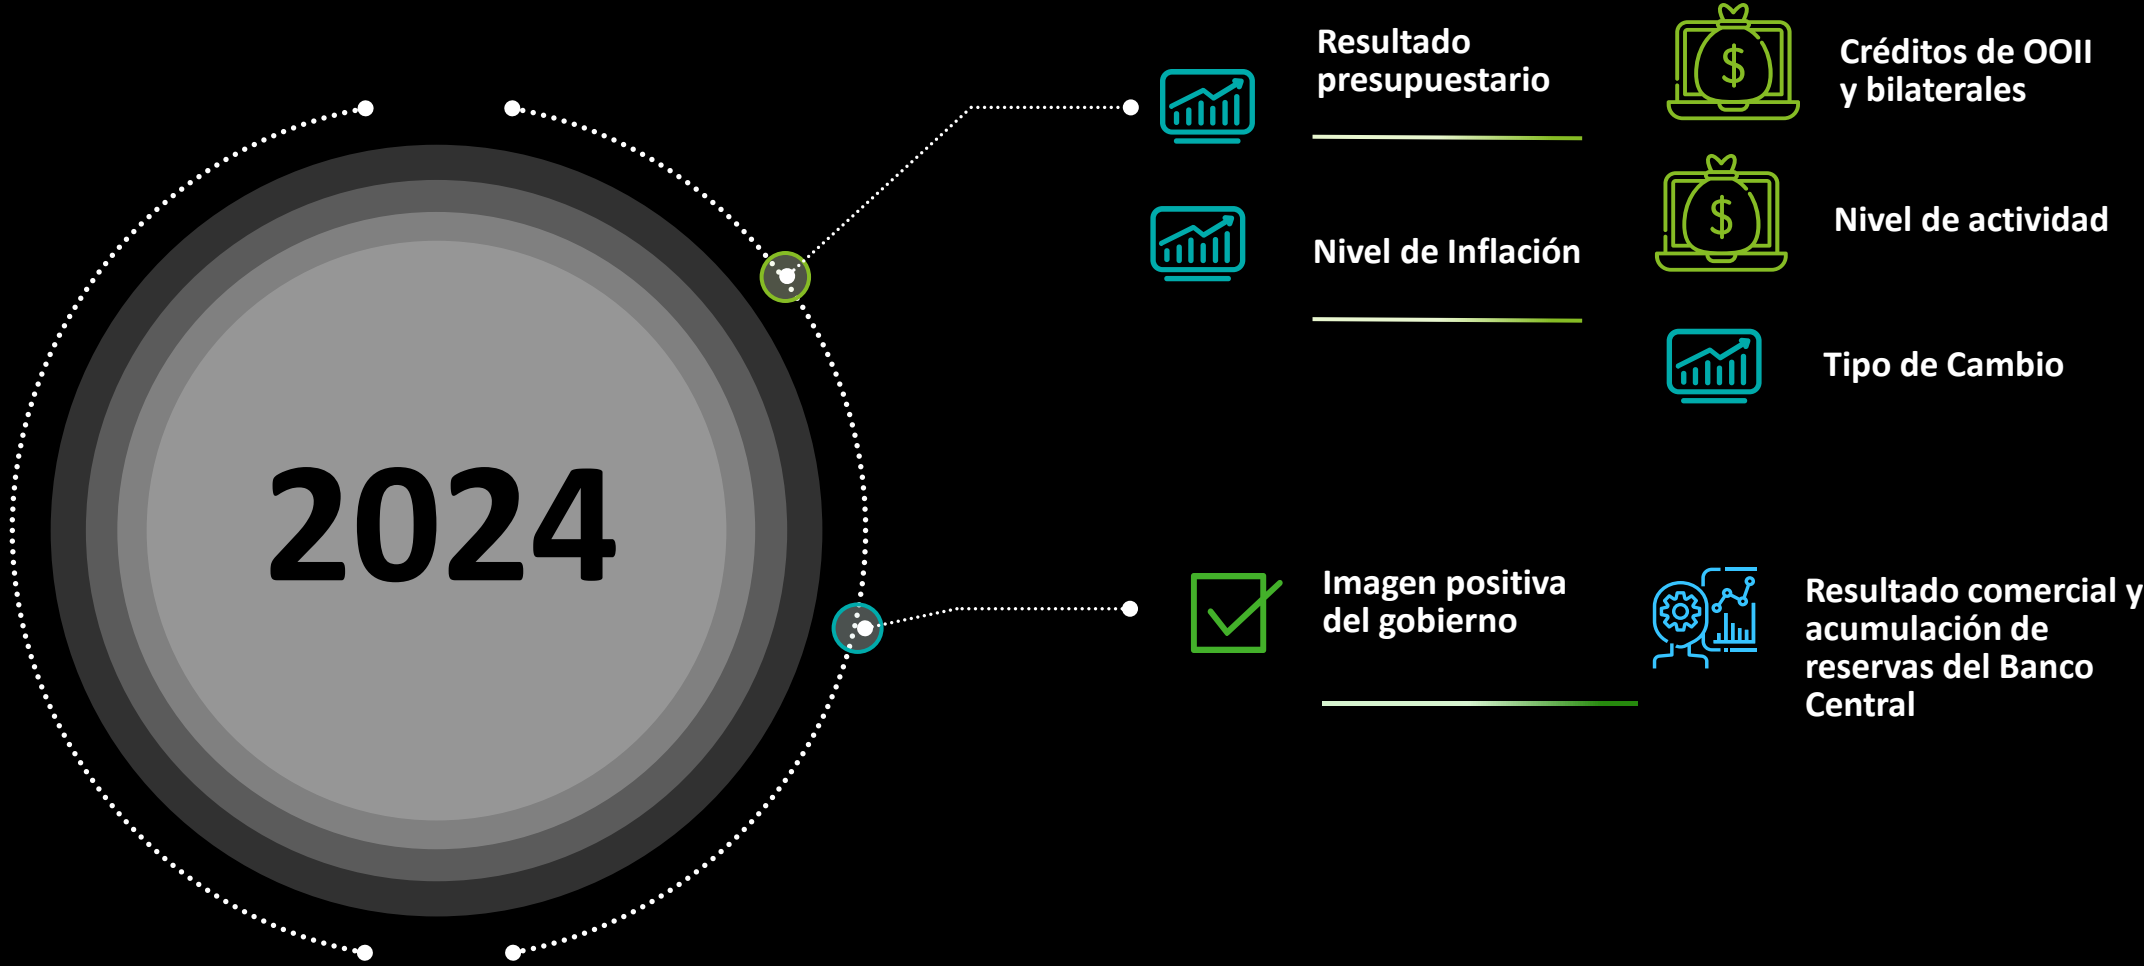 2024
Resultado
presupuestario
Créditos de OOII
y bilaterales
Nivel de Inflación
Nivel de actividad
Tipo de Cambio
Imagen positiva
del gobierno
Resultado comercial y
acumulación de
reservas del Banco
Central